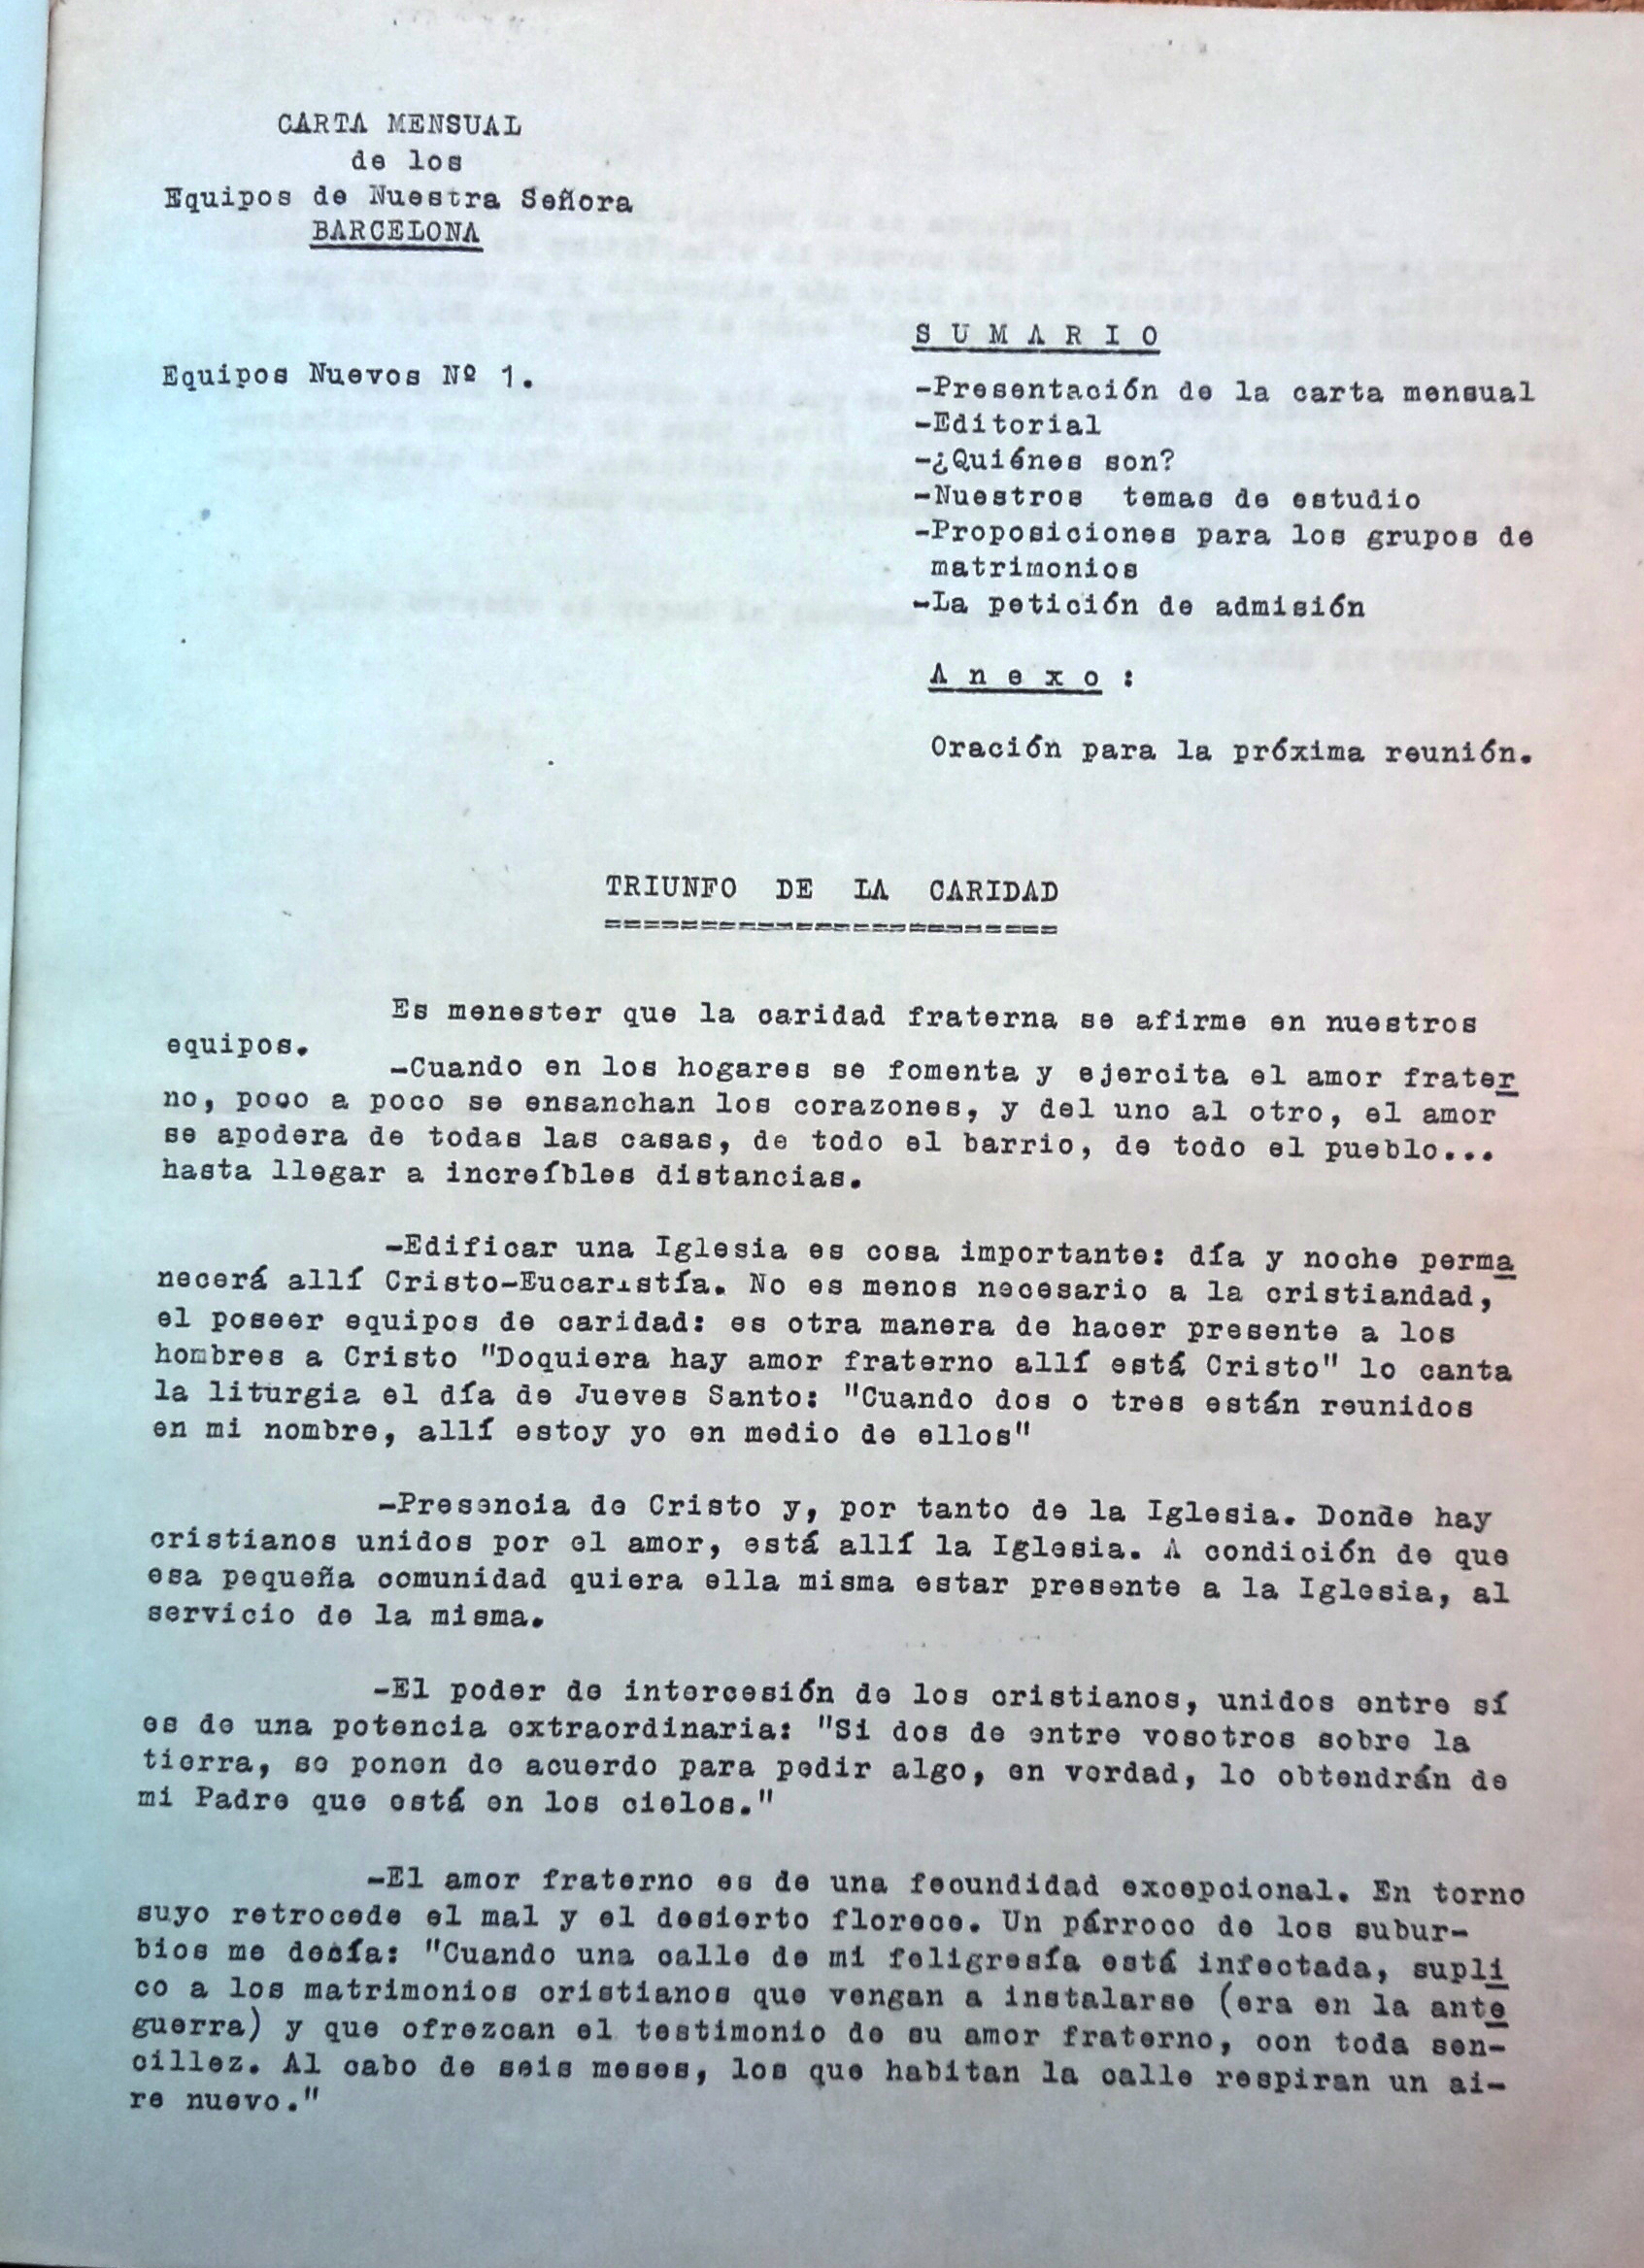 CARTA MENSUAL
de los
Equipos de Nuestra Señora
BARCELONA
Equipos Nuevos Nº 1.
S U M A R I O
-Presentación de la carta mensual
-Editorial
-¿Quiénes son?
-Nuestros temas de estudio
-Proposiciones para los grupos de
matrimonios
-La petición de admisión
A n e x o :
Oración para la próxima reunión.
TRIUNFO DE LA CARIDAD
========================
Es menester que la caridad fraterna se afirme en nuestros
equipos.
-Cuando en los hogares se fomenta y ejercita el amor frater
no, poco a poco se ensanchan los corazones, y del uno al otro, el amor
se apodera de todas las casas, de todo el barrio, de todo el pueblo...
hasta llegar a increíbles distancias.
-Edificar una Iglesia es cosa importante: día y noche perma
necerá allí Cristo-Eucaristía. No es menos necesario a la cristiandad,
el poseer equipos de caridad: es otra manera de hacer presente a los
hombres a Cristo "Doquiera hay amor fraterno allí está Cristo" lo canta
la liturgia el día de Jueves Santo: "Cuando dos o tres están reunidos
en mi nombre, allí estoy yo en medio de ellos"
-Presencia de Cristo y, por tanto de la Iglesia. Donde hay
cristianos unidos por el amor, está allí la Iglesia. A condición de que
esa pequeña comunidad quiera ella misma estar presente a la Iglesia, al
servicio de la misma.
-El poder de intercesión de los cristianos, unidos entre sí
es de una potencia extraordinaria: "Si dos de entre vosotros sobre la
tierra, se ponen de acuerdo para pedir algo, en verdad, lo obtendrán de
mi Padre que está en los cielos."
-El amor fraterno es de una fecundidad excepcional. En torno
suyo retrocede el mal y el desierto florece. Un párroco de los subur-
bios me decía: "Cuando una calle de mi feligresía está infectada, supli
co a los matrimonios cristianos que vengan a instalarse (era en la ante
guerra) y que ofrezcan el testimonio de su amor fraterno, con toda sen-
cillez. Al cabo de seis meses, los que habitan la calle respiran un ai-
re nuevo."